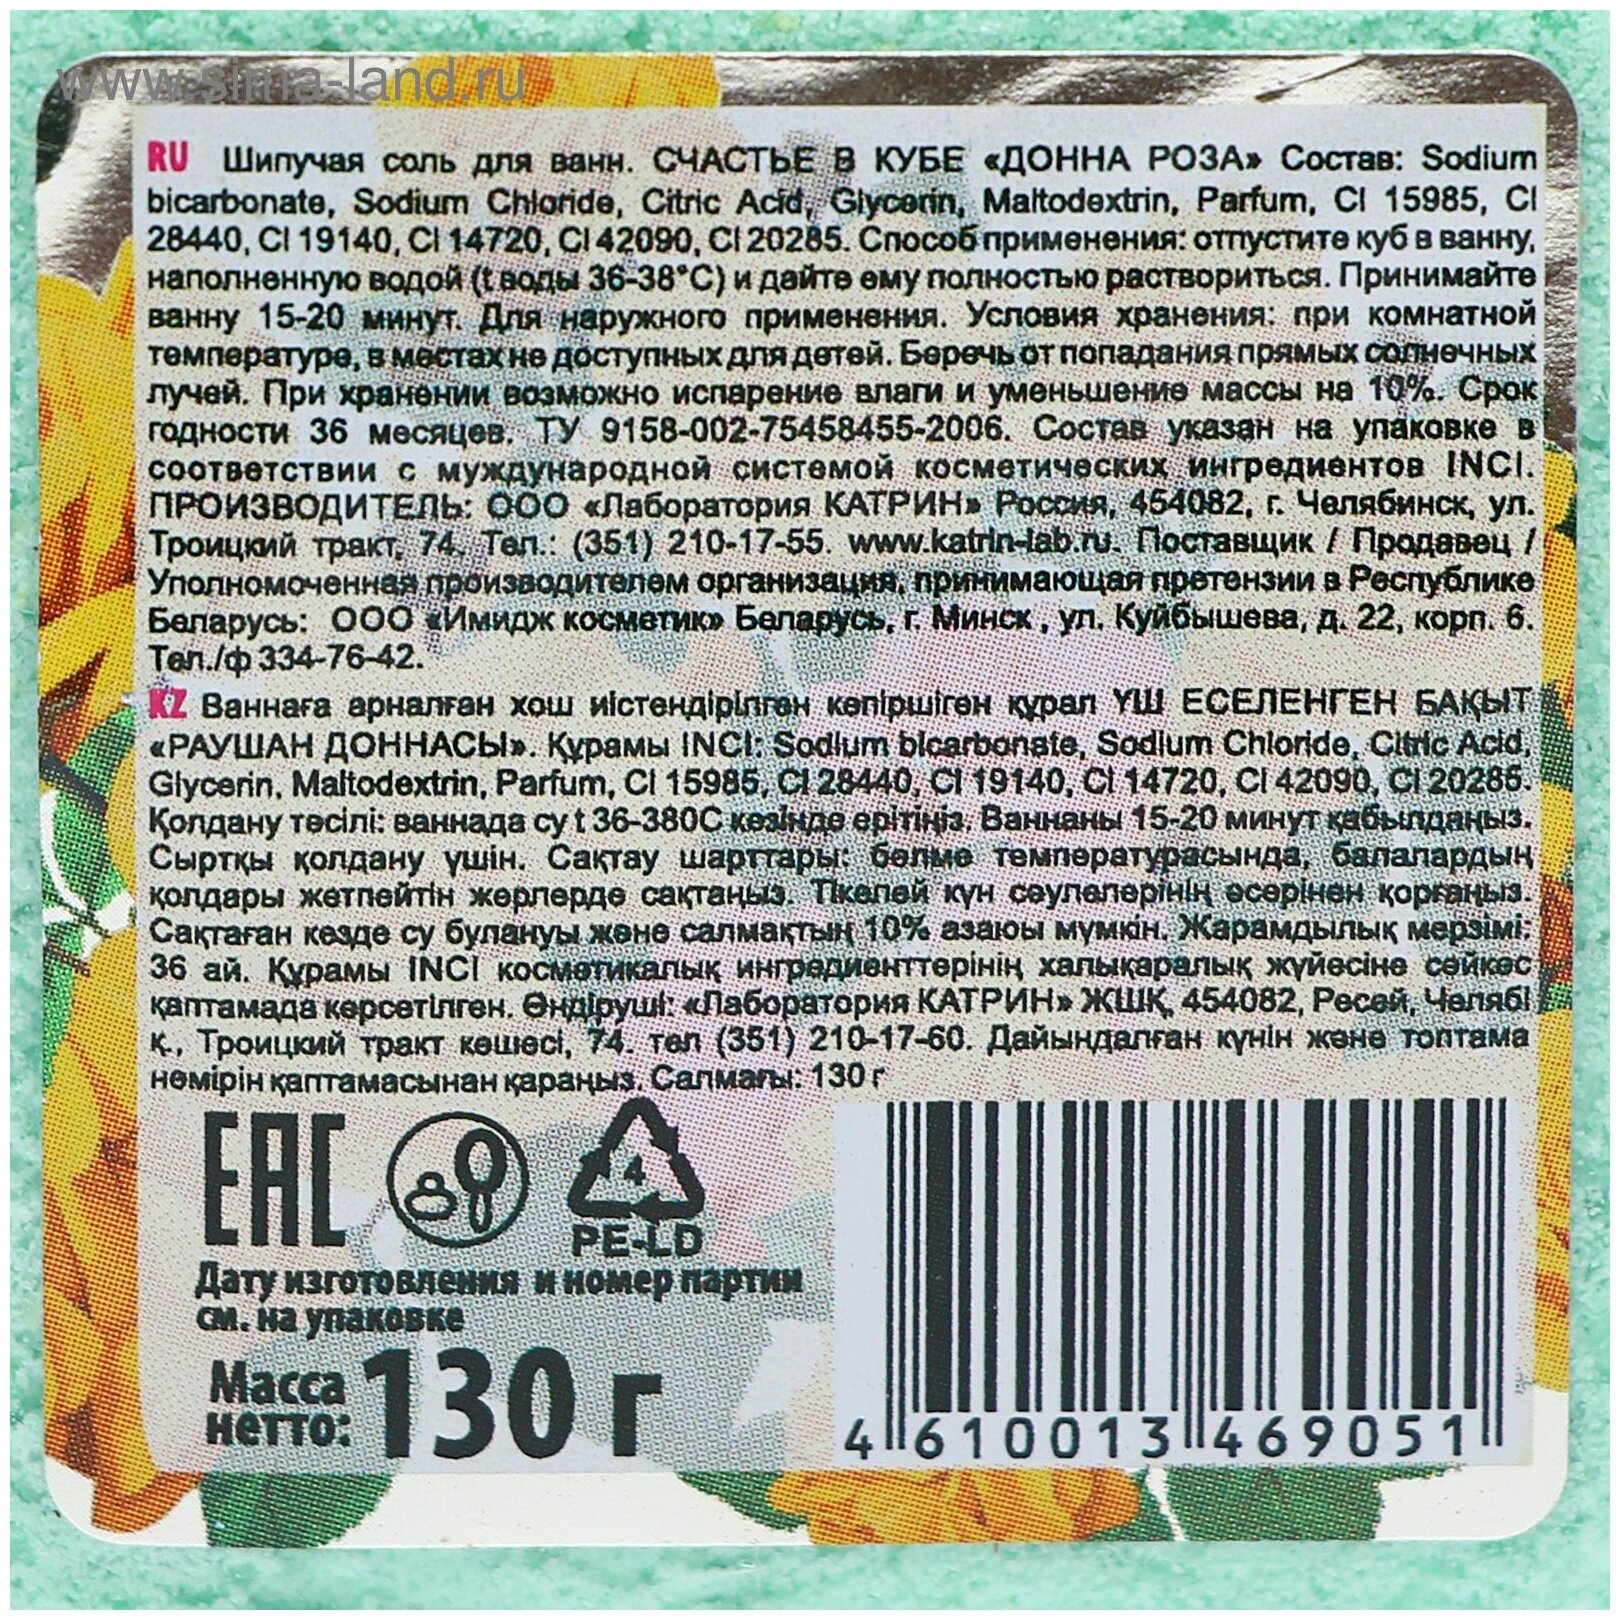 www.sima-land.ru
RU Шипучая соль для ванн. СЧАСТЬЕ В КУБЕ «ДОННА РОЗА» Состав: Sodium
bicarbonate, Sodium Chloride, Citric Acid, Glycerin, Maltodextrin, Parfum, CI 15985, CI
28440, CI 19140, CI 14720, CI 42090, CI 20285. Способ применения: отпустите куб в ванну,
наполненную водой (t воды 36-38°C) и дайте ему полностью раствориться. Принимайте
ванну 15-20 минут. Для наружного применения. Условия хранения: при комнатной
температуре, в местах не доступных для детей. Беречь от попадания прямых солнечных
лучей. При хранении возможно испарение влаги и уменьшение массы на 10%. Срок
годности 36 месяцев. ТУ 9158-002-75458455-2006. Состав указан на упаковке в
соответствии с муждународной системой косметических ингредиентов INCI.
ПРОИЗВОДИТЕЛЬ: ООО «Лаборатория КАТРИН» Россия, 454082, г. Челябинск, ул.
Троицкий тракт, 74. Тел.: (351) 210-17-55. www.katrin-lab.ru. Поставщик / Продавец /
Уполномоченная производителем организация, принимающая претензии в Республике
Беларусь: ООО «Имидж косметик» Беларусь, г. Минск , ул. Куйбышева, д. 22, корп. 6.
Тел./ф 334-76-42.
KZ Ваннаға арналған хош иістендірілген көпіршіген құрал ҮШ ЕСЕЛЕНГЕН БАҚЫТ
«РАУШАН ДОННАСЫ». Құрамы INCI: Sodium bicarbonate, Sodium Chloride, Citric Acid,
Glycerin, Maltodextrin, Parfum, CI 15985, CI 28440, CI 19140, CI 14720, CI 42090, CI 20285.
Қолдану тәсілі: ваннада су t 36-380С кезінде ерітіңіз. Ваннаны 15-20 минут қабылдаңыз.
Сыртқы қолдану үшін. Сақтау шарттары: бөлме температурасында, балалардың
қолдары жетпейтін жерлерде сақтаңыз. Тікелей күн сәулелерінің әсерінен қорғаңыз.
Сақтаған кезде су булануы және салмақтың 10% азаюы мүмкін. Жарамдылық мерзімі:
36 ай. Құрамы INCI косметикалық ингредиенттерінің халықаралық жүйесіне сәйкес
қаптамада көрсетілген. Өндіруші: «Лаборатория КАТРИН» ЖШҚ, 454082, Ресей, Челябі
қ., Троицкий тракт көшесі, 74. тел (351) 210-17-60. Дайындалған күнін және топтама
нөмірін қаптамасынан қараңыз. Салмағы: 130 г
EAC
4
PE-LD
Дату изготовления и номер партии
см. на упаковке
Масса
нетто: 130 г
4 610013 469051